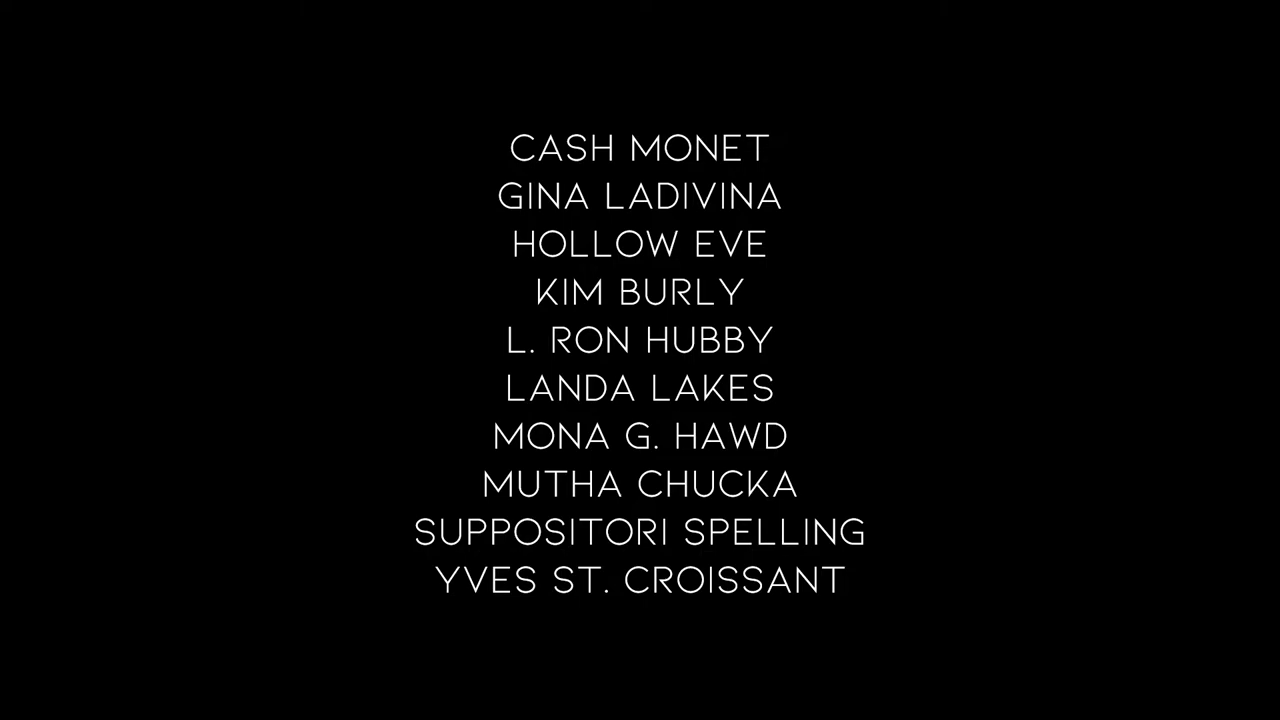 CASH MONET
GINA LADIVINA
HOLLOW EVE
KIM BURLY
L. RON HUBBY
LANDA LAKES
MONA G. HAWD
MUTHA CHUCKA
SUPPOSITORI SPELLING
YVES ST. CROISSANT